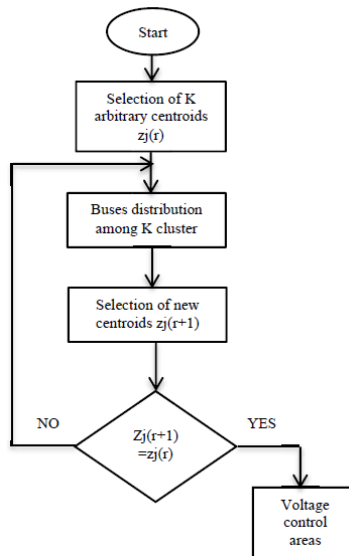 Start
Selection of K
arbitrary centroids
zj(r)
Buses distribution
among K cluster
Selection of new
centroids zj(r+1)
NO
YES
Zj(r+1)
=zj(r)
Voltage
control
areas